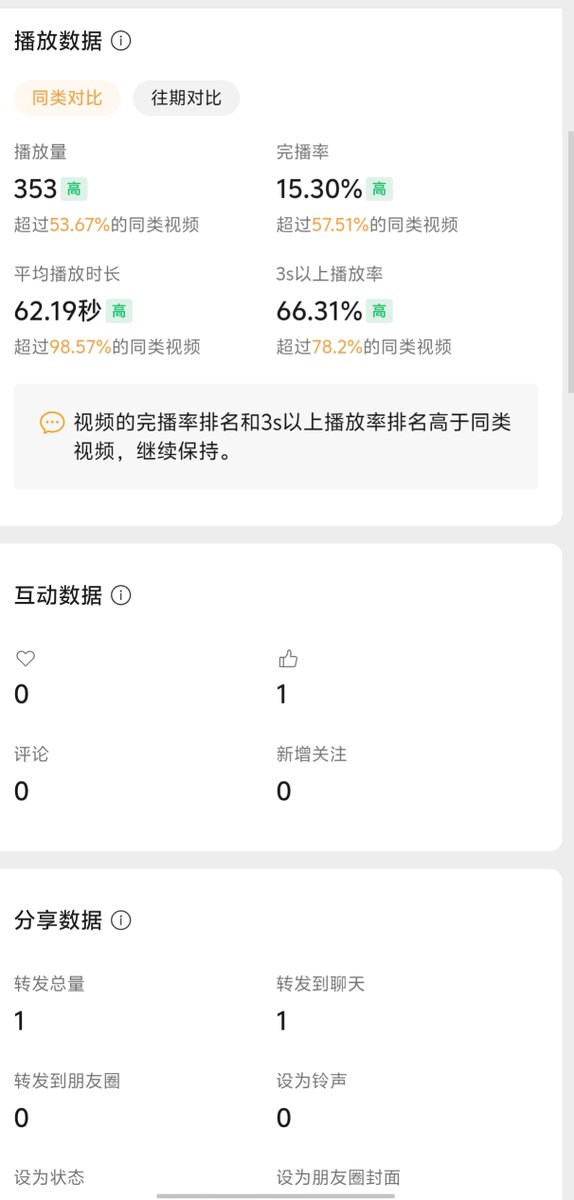 播放数据
同类对比 往期对比
播放量 完播率
353 高 15.30% 高
超过53.67%的同类视频 超过57.51%的同类视频
平均播放时长 3s以上播放率
62.19秒 高 66.31% 高
超过98.57%的同类视频 超过78.2%的同类视频
视频的完播率排名和3s以上播放率排名高于同类
视频，继续保持。
互动数据
0 1
评论 新增关注
0 0
分享数据
转发总量 转发到聊天
1 1
转发到朋友圈 设为铃声
0 0
设为状态 设为朋友圈封面